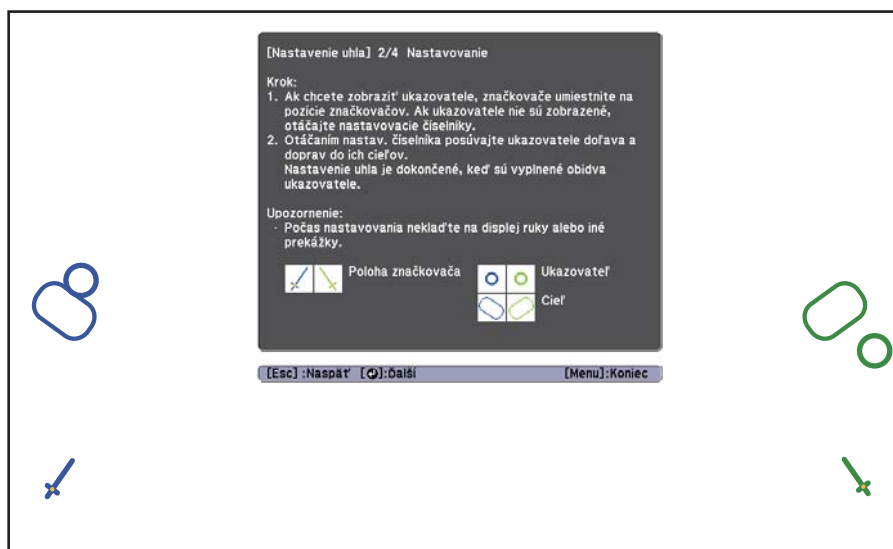 [Nastavenie uhla] 2/4 Nastavovanie
Krok:
1. Ak chcete zobraziť ukazovatele, značkovače umiestnite na
pozície značkovačov. Ak ukazovatele nie sú zobrazené,
otáčajte nastavovacie číselníky.
2. Otáčaním nastav. číselníka posúvajte ukazovatele doľava a
doprav do ich cieľov.
Nastavenie uhla je dokončené, keď sú vyplnené obidva
ukazovatele.
Upozornenie:
· Počas nastavovania neklaďte na displej ruky alebo iné
prekážky.
Poloha značkovača
Ukazovateľ
Cieľ
[Esc] :Naspäť [ ]:Ďalší [Menu]:Koniec